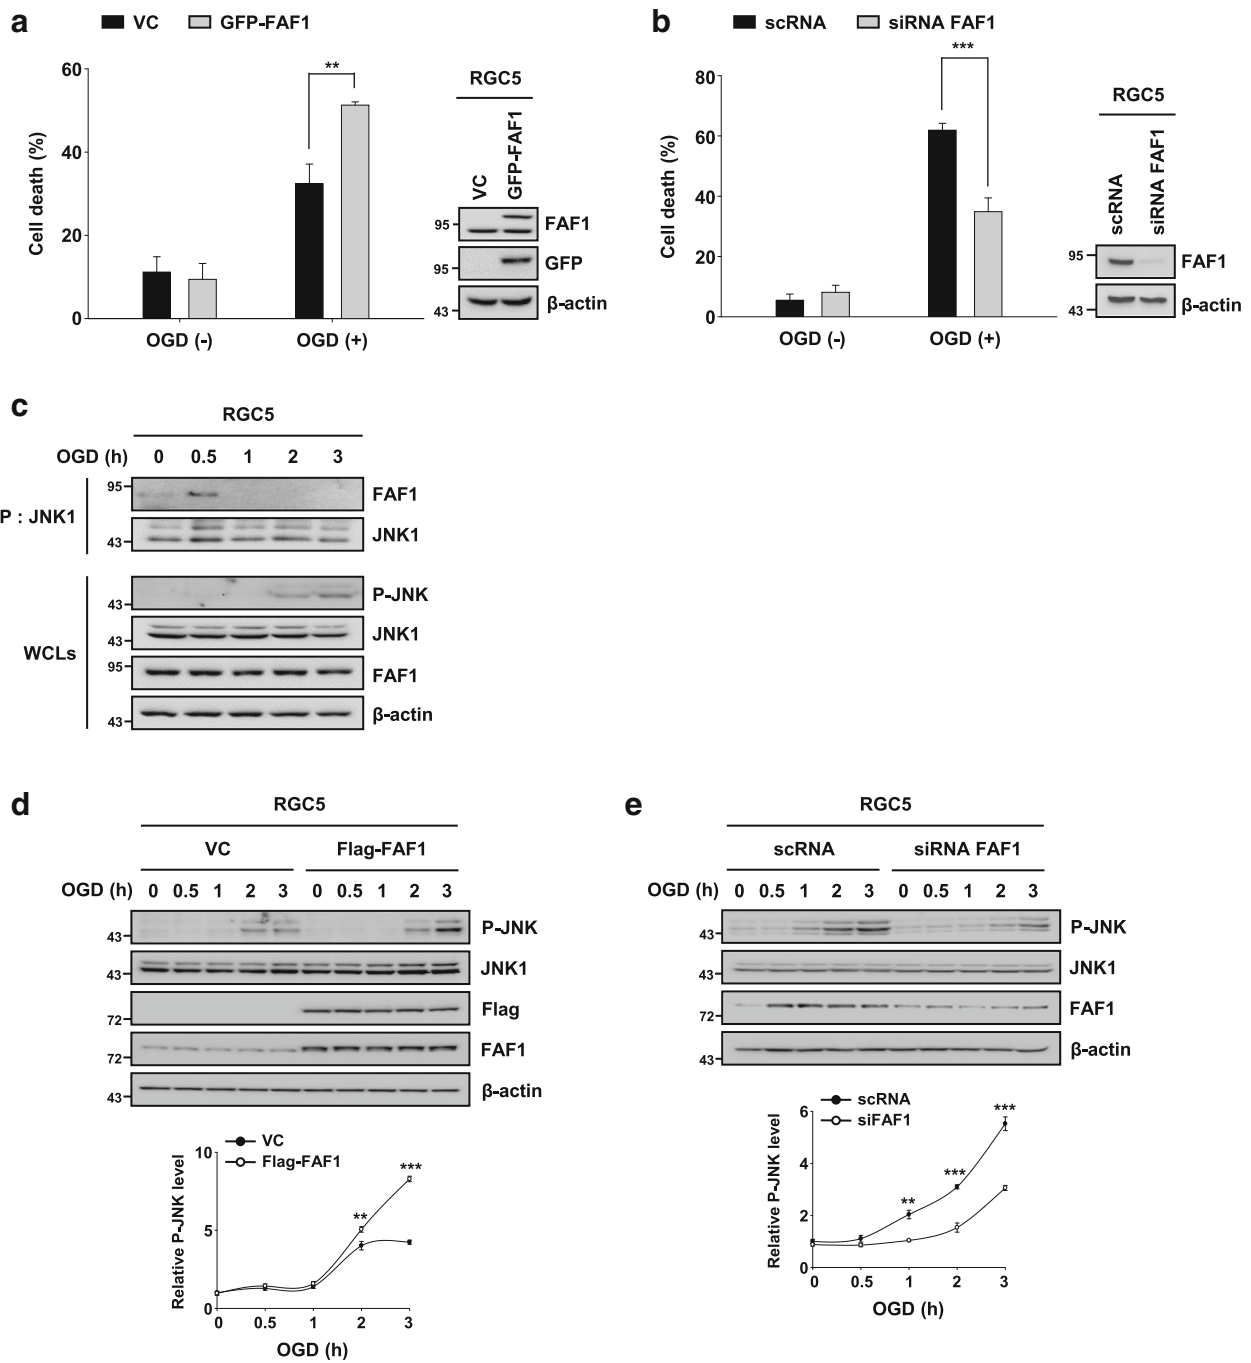 a
VC GFP-FAF1
Cell death (%)
60
40
20
0
**
OGD (-) OGD (+)
RGC5
VC GFP-FAF1
95 FAF1
95 GFP
43 β-actin
b
scRNA siRNA FAF1
Cell death (%)
80
60
40
20
0
***
OGD (-) OGD (+)
RGC5
scRNA siRNA FAF1
95 FAF1
43 β-actin
c
RGC5
OGD (h) 0 0.5 1 2 3
P : JNK1
95 FAF1
43 JNK1
WCLs
43 P-JNK
43 JNK1
95 FAF1
43 β-actin
d
RGC5
VC Flag-FAF1
OGD (h) 0 0.5 1 2 3 0 0.5 1 2 3
43 P-JNK
43 JNK1
72 Flag
72 FAF1
43 β-actin
VC
Flag-FAF1
Relative P-JNK level
10
5
0
** ***
0 0.5 1 2 3
OGD (h)
e
RGC5
scRNA siRNA FAF1
OGD (h) 0 0.5 1 2 3 0 0.5 1 2 3
43 P-JNK
43 JNK1
72 FAF1
43 β-actin
scRNA
siFAF1
Relative P-JNK level
6
4
2
0
** *** ***
0 0.5 1 2 3
OGD (h)